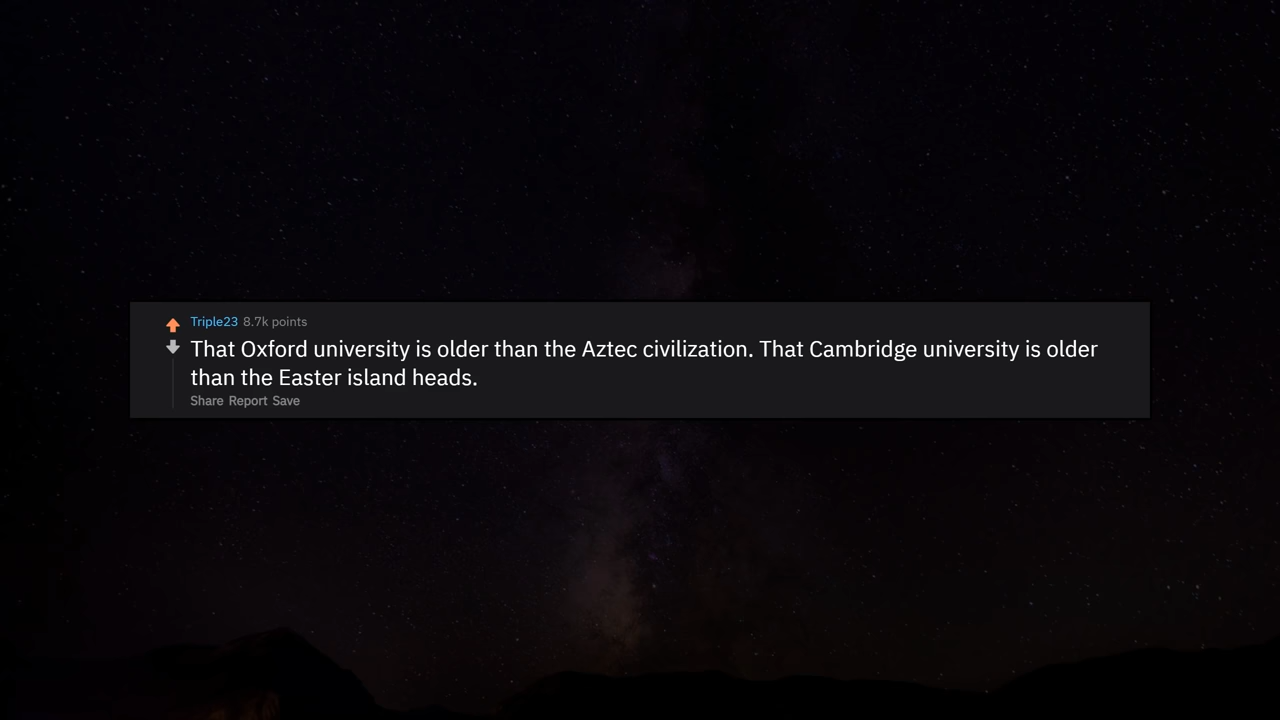 Triple23 8.7k points
That Oxford university is older than the Aztec civilization. That Cambridge university is older
than the Easter island heads.
Share Report Save